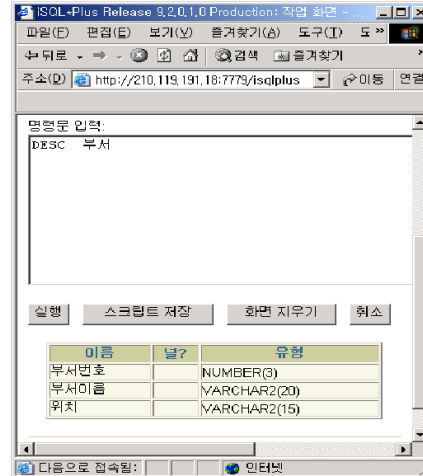 iSQL*Plus Release 9,2,0,1,0 Production: 작업 화면 - ...
파일(F) 편집(E) 보기(V) 즐겨찾기(A) 도구(T) 도 »
뒤로 검색 즐겨찾기 »
주소(D) http://210,119,191,18:7779/isqlplus 이동 연결
명령문 입력:
DESC 부서
실행 스크립트 저장 화면 지우기 취소
이름 널? 유형
부서번호 NUMBER(3)
부서이름 VARCHAR2(20)
위치 VARCHAR2(15)
다음으로 접속됨: 인터넷